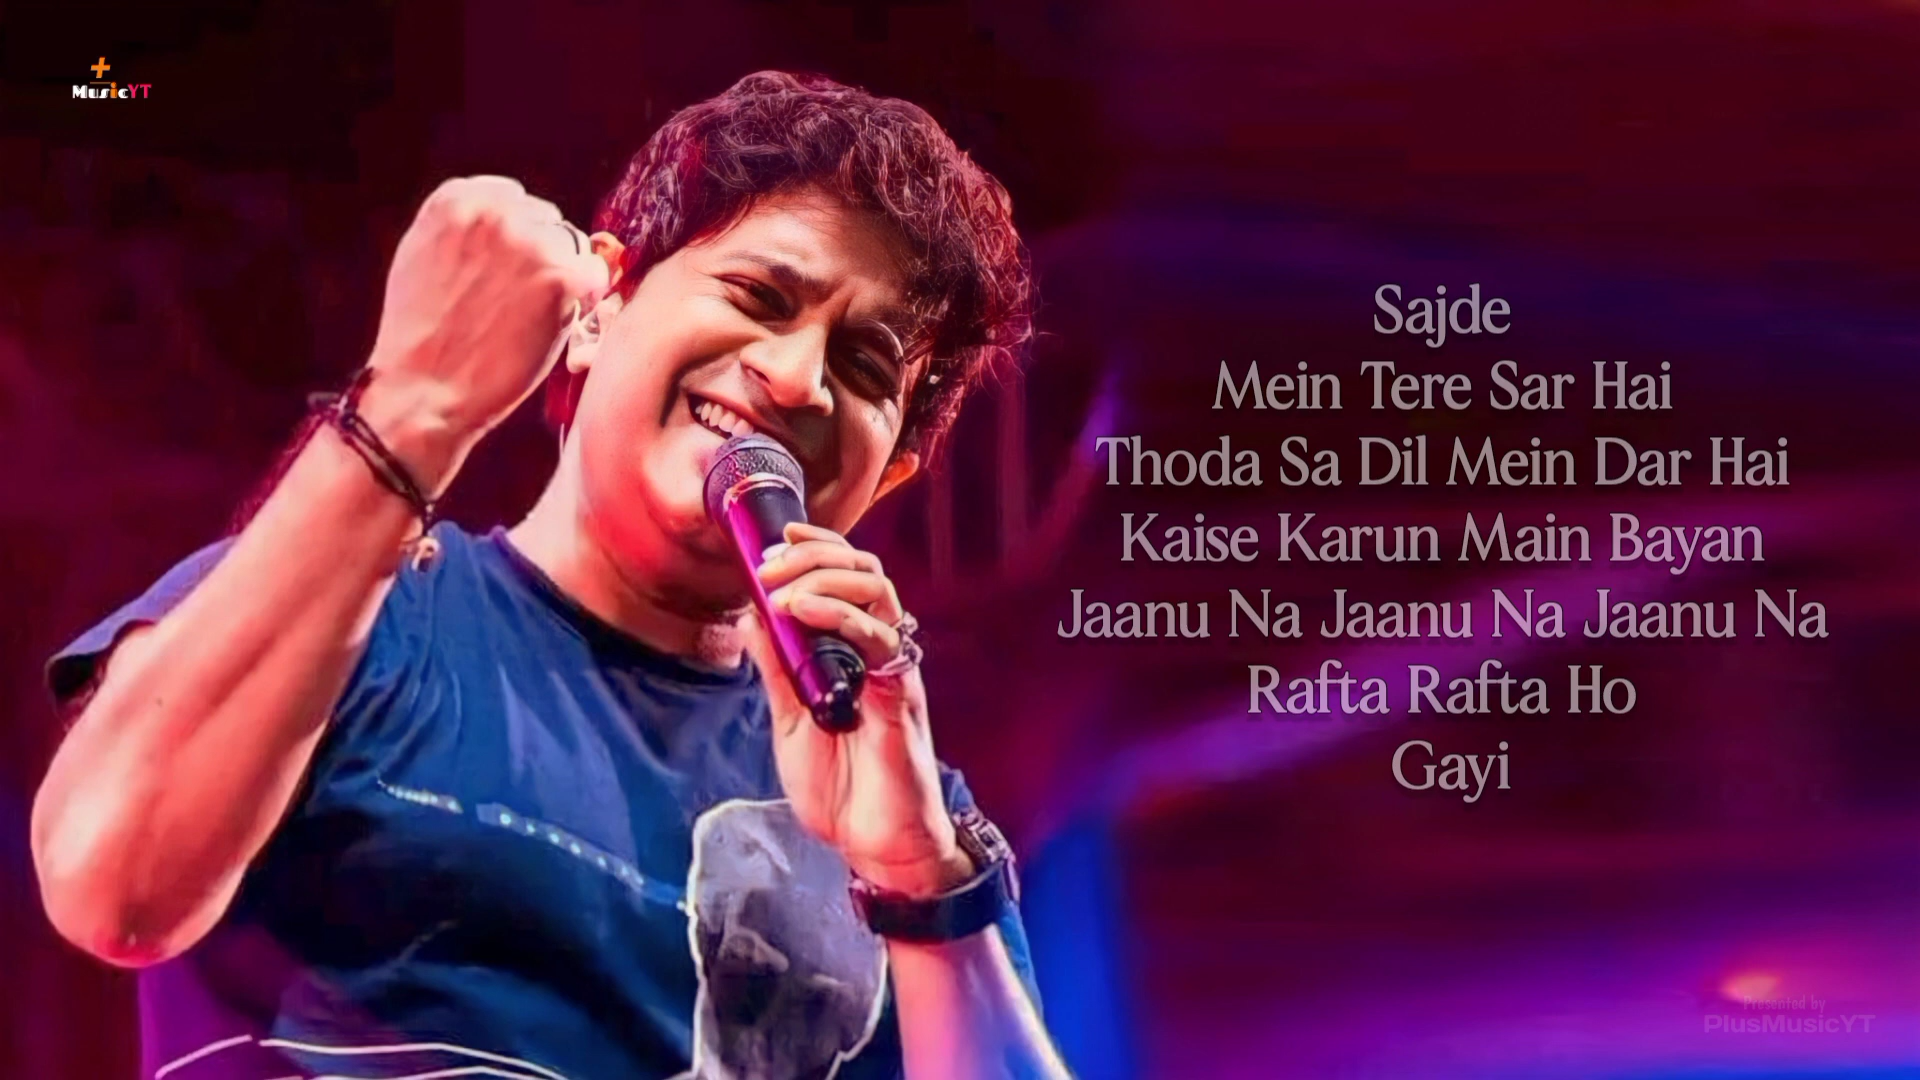 +
MusicYT
Sajde
Mein Tere Sar Hai
Thoda Sa Dil Mein Dar Hai
Kaise Karun Main Bayan
Jaanu Na Jaanu Na Jaanu Na
Rafta Rafta Ho
Gayi
Presented by
PlusMusicYT